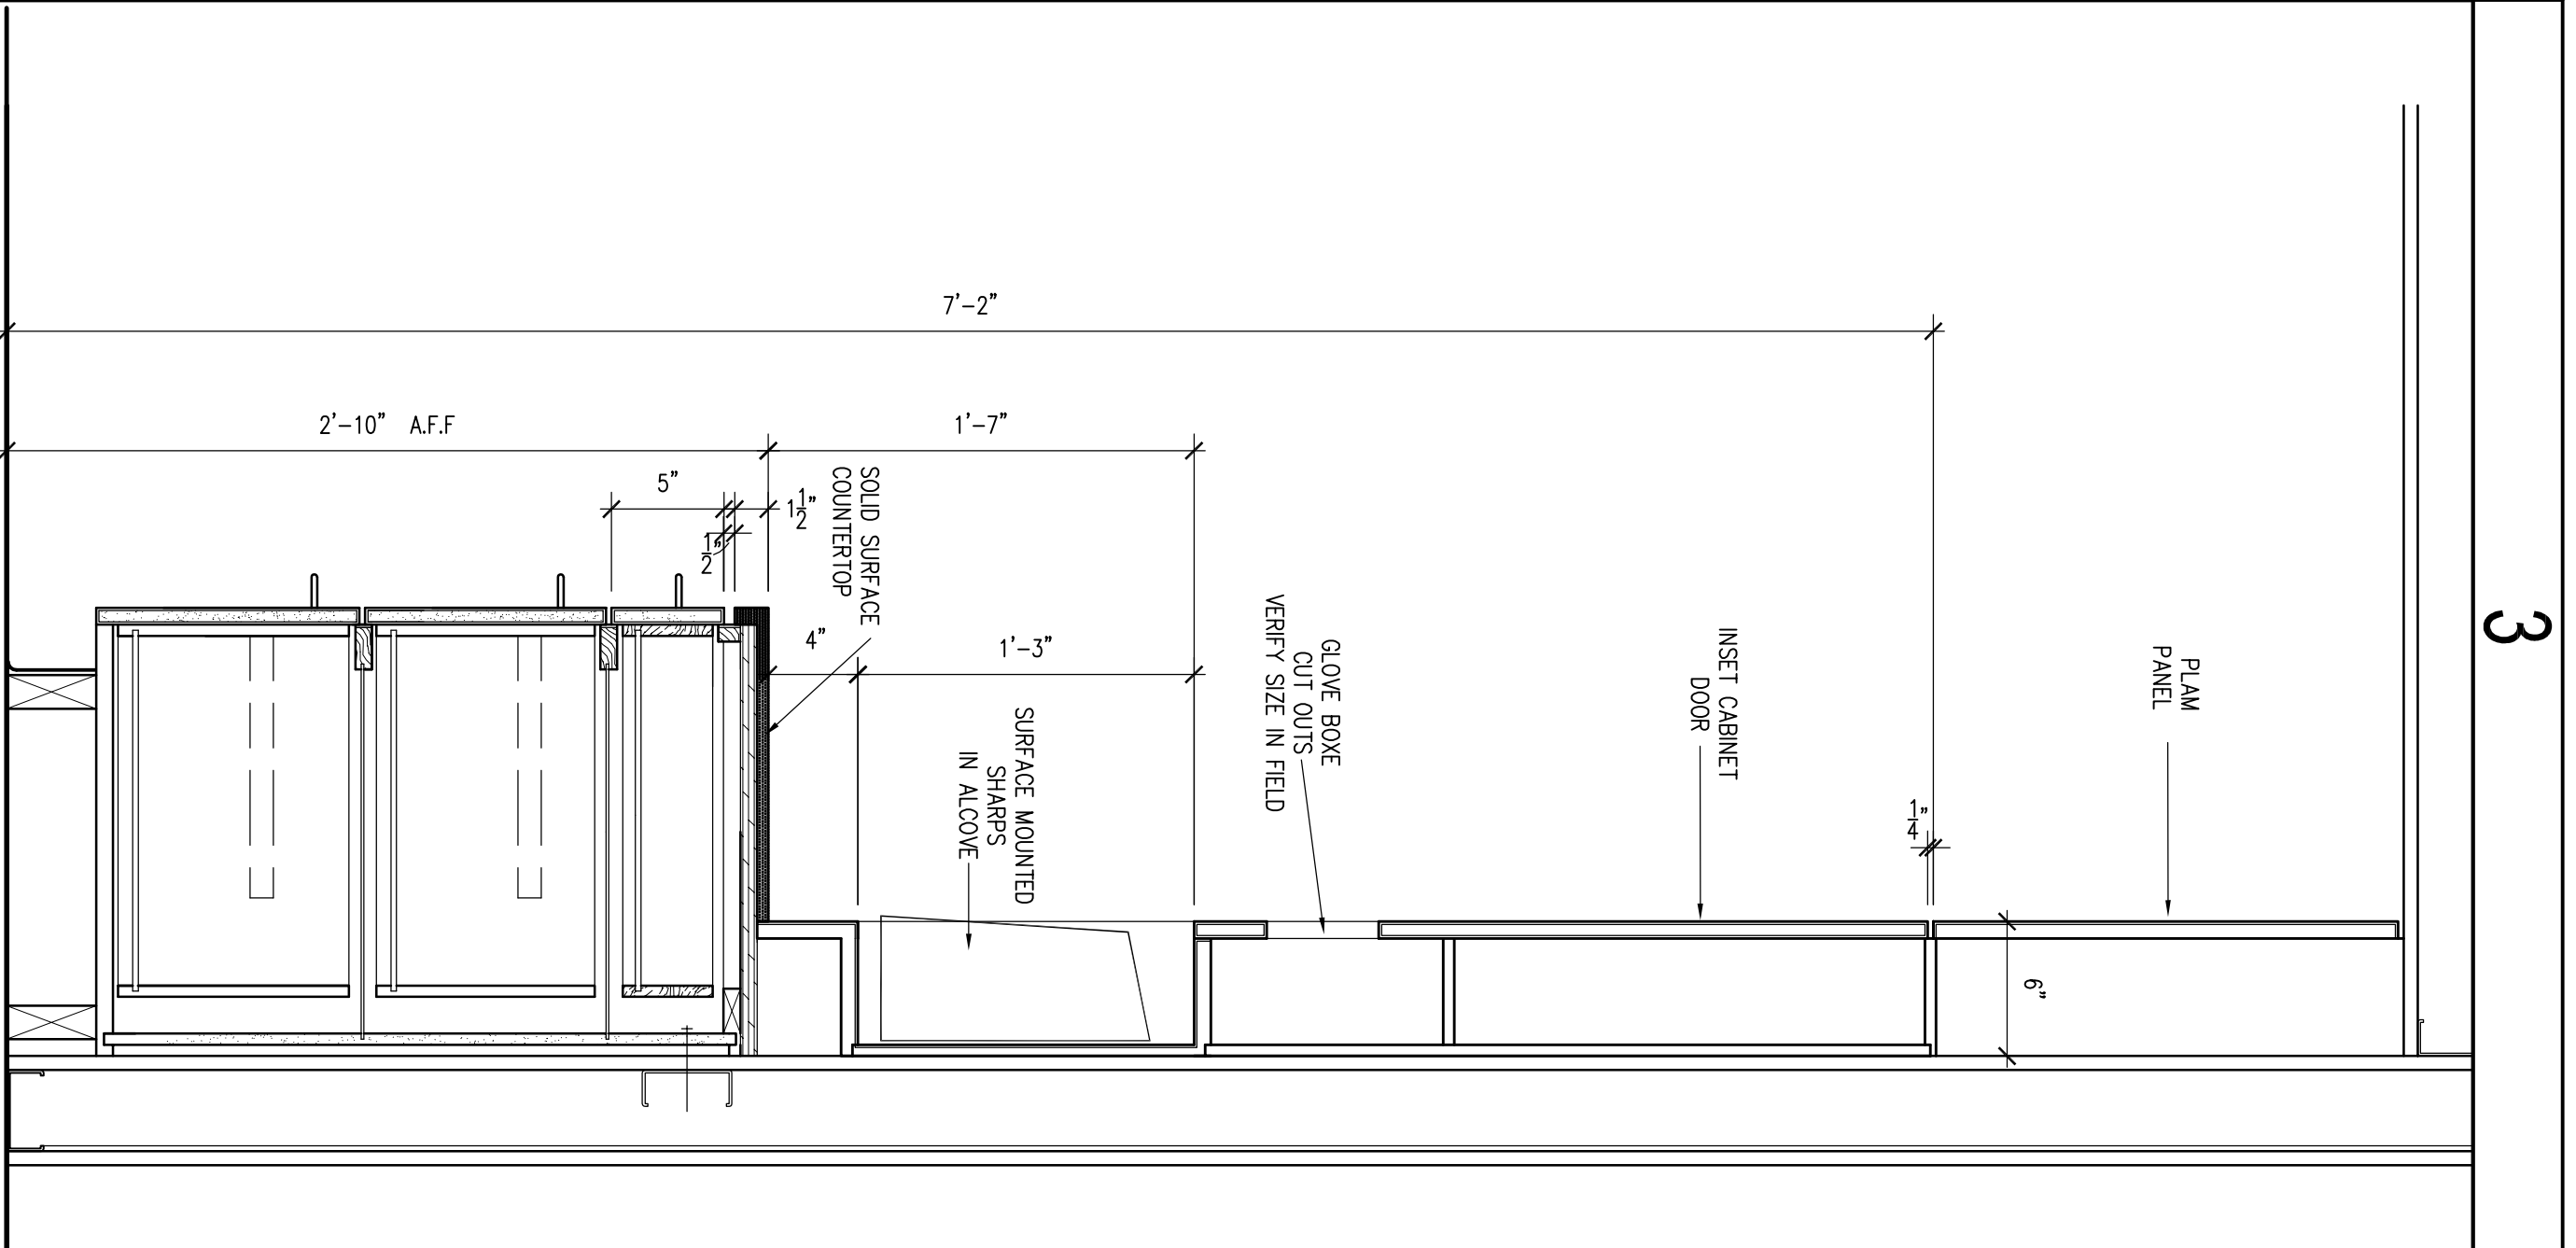 3
7'-2"
2'-10" A.F.F
1'-7"
5"
1 1/2"
1/2"
SOLID SURFACE
COUNTERTOP
4"
1'-3"
GLOVE BOXE
CUT OUTS
VERIFY SIZE IN FIELD
INSET CABINET
DOOR
PLAM
PANEL
SURFACE MOUNTED
SHARPS
IN ALCOVE
1/4"
6"